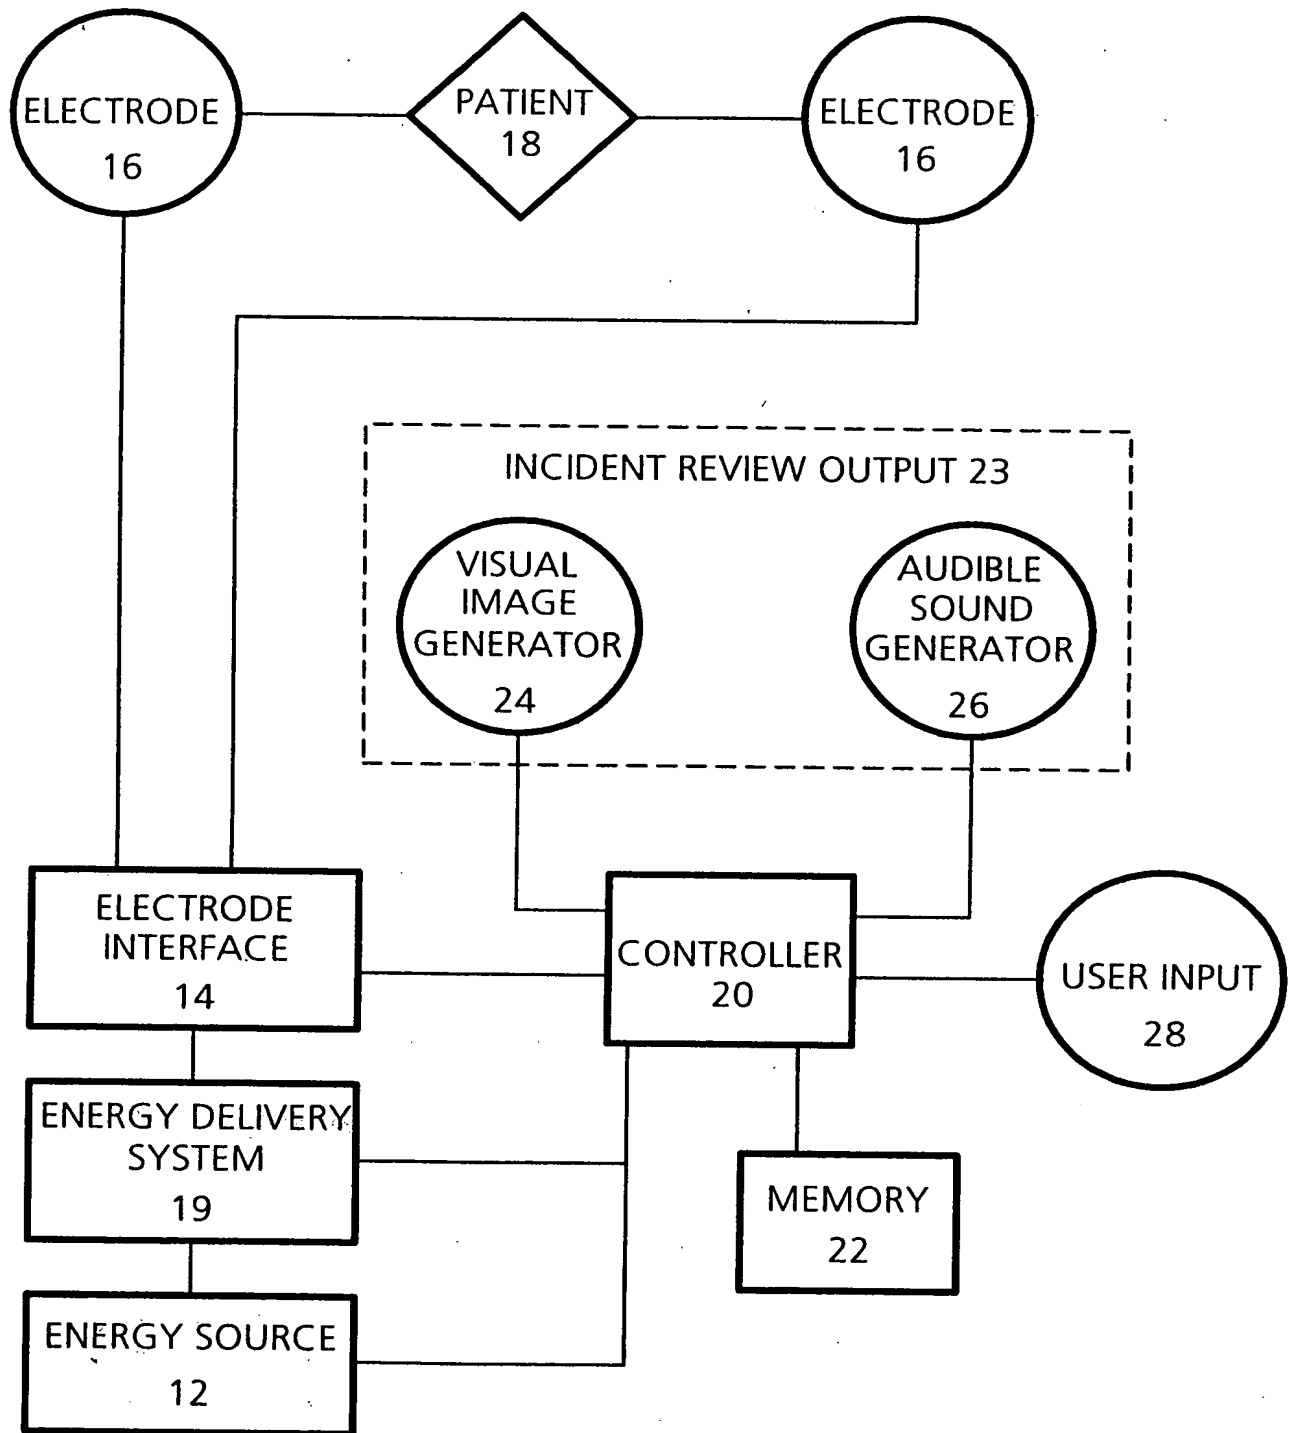 ELECTRODE
16
PATIENT
18
ELECTRODE
16
INCIDENT REVIEW OUTPUT 23
VISUAL
IMAGE
GENERATOR
24
AUDIBLE
SOUND
GENERATOR
26
ELECTRODE
INTERFACE
14
CONTROLLER
20
USER INPUT
28
ENERGY DELIVERY
SYSTEM
19
MEMORY
22
ENERGY SOURCE
12